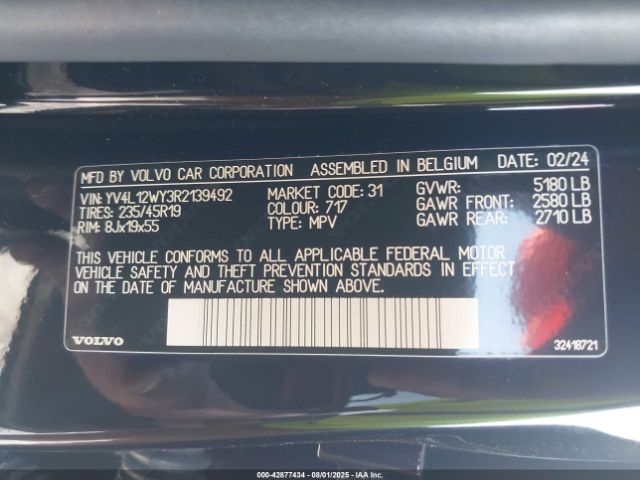 MFD BY VOLVO CAR CORPORATION ASSEMBLED IN BELGIUM DATE: 02/24
VIN: YV4L12WY3R2139492 MARKET CODE: 31 GVWR: 5180 LB
TIRES: 235/45R19 COLOUR: 717 GAWR FRONT: 2580 LB
RIM: 8Jx19x55 TYPE: MPV GAWR REAR: 2710 LB
THIS VEHICLE CONFORMS TO ALL APPLICABLE FEDERAL MOTOR
VEHICLE SAFETY AND THEFT PREVENTION STANDARDS IN EFFECT
ON THE DATE OF MANUFACTURE SHOWN ABOVE.
VOLVO 32418721
000-42877434 - 08/01/2025 - IAAI.COM